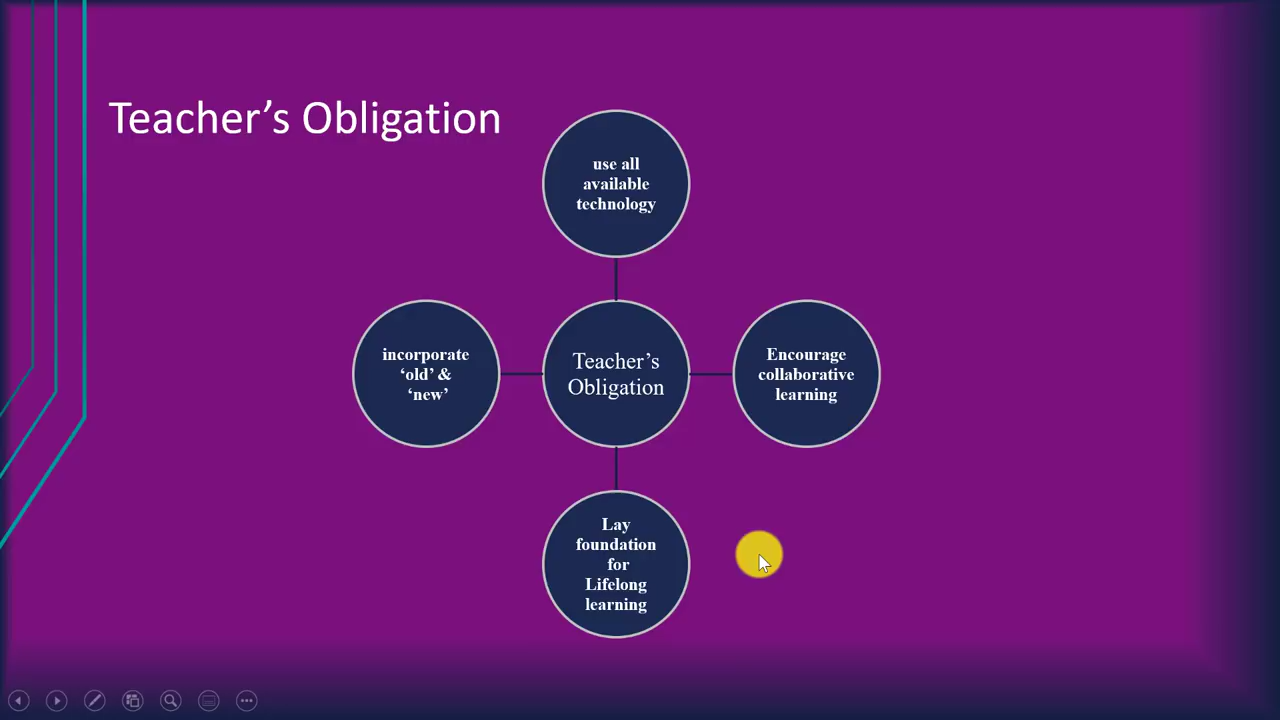 Teacher’s Obligation
use all
available
technology
incorporate
‘old’ &
‘new’
Teacher’s
Obligation
Encourage
collaborative
learning
Lay
foundation
for
Lifelong
learning